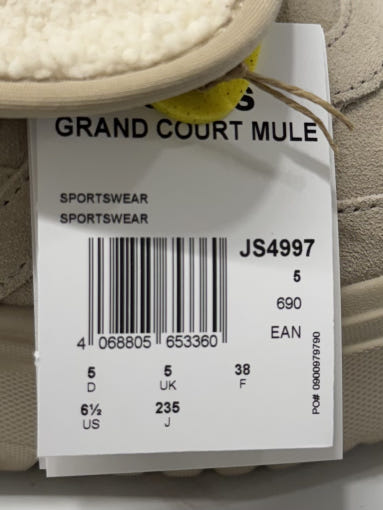 GRAND COURT MULE
SPORTSWEAR
SPORTSWEAR
JS4997
5
690
EAN
4 068805 653360
5 5 38
D UK F
6½ 235
US J
PO# 0900979790